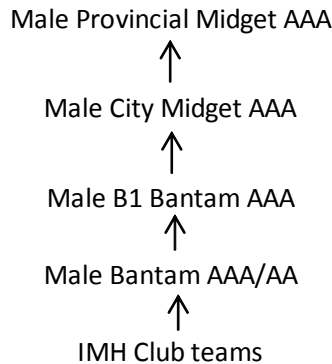 Male Provincial Midget AAA
Male City Midget AAA
Male B1 Bantam AAA
Male Bantam AAA/AA
IMH Club teams